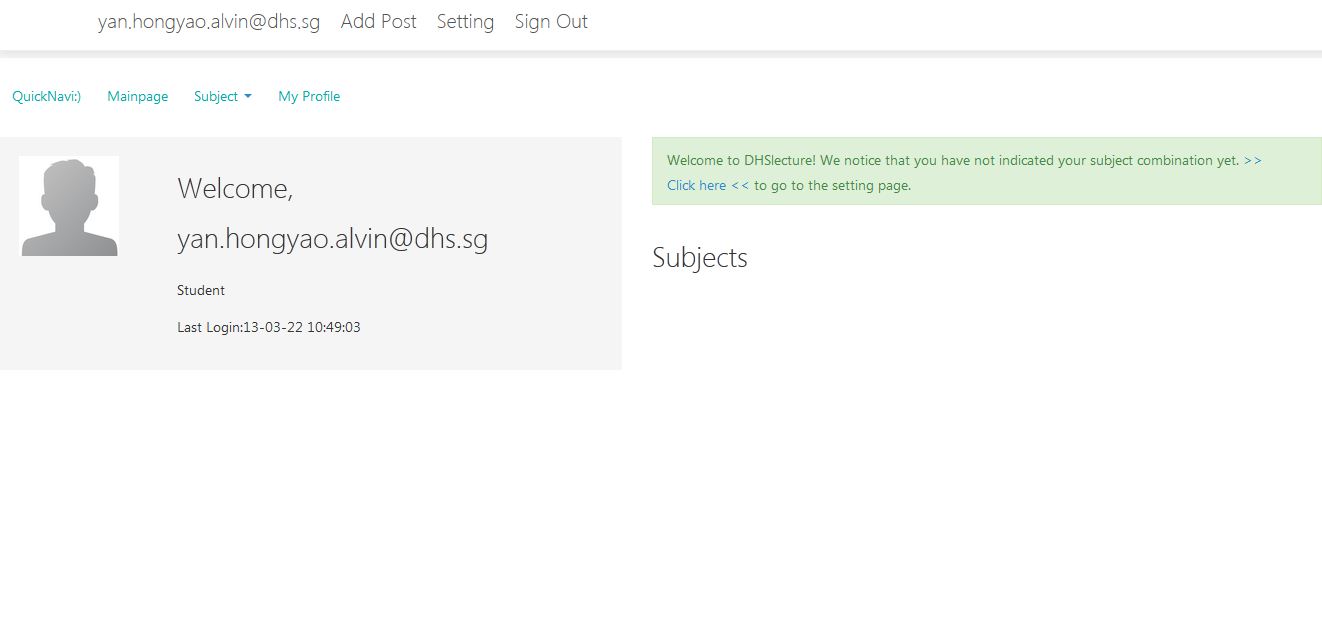 yan.hongyao.alvin@dhs.sg Add Post Setting Sign Out
QuickNavi:) Mainpage Subject My Profile
Welcome,
yan.hongyao.alvin@dhs.sg
Student
Last Login:13-03-22 10:49:03
Welcome to DHSlecture! We notice that you have not indicated your subject combination yet. >>
Click here << to go to the setting page.
Subjects